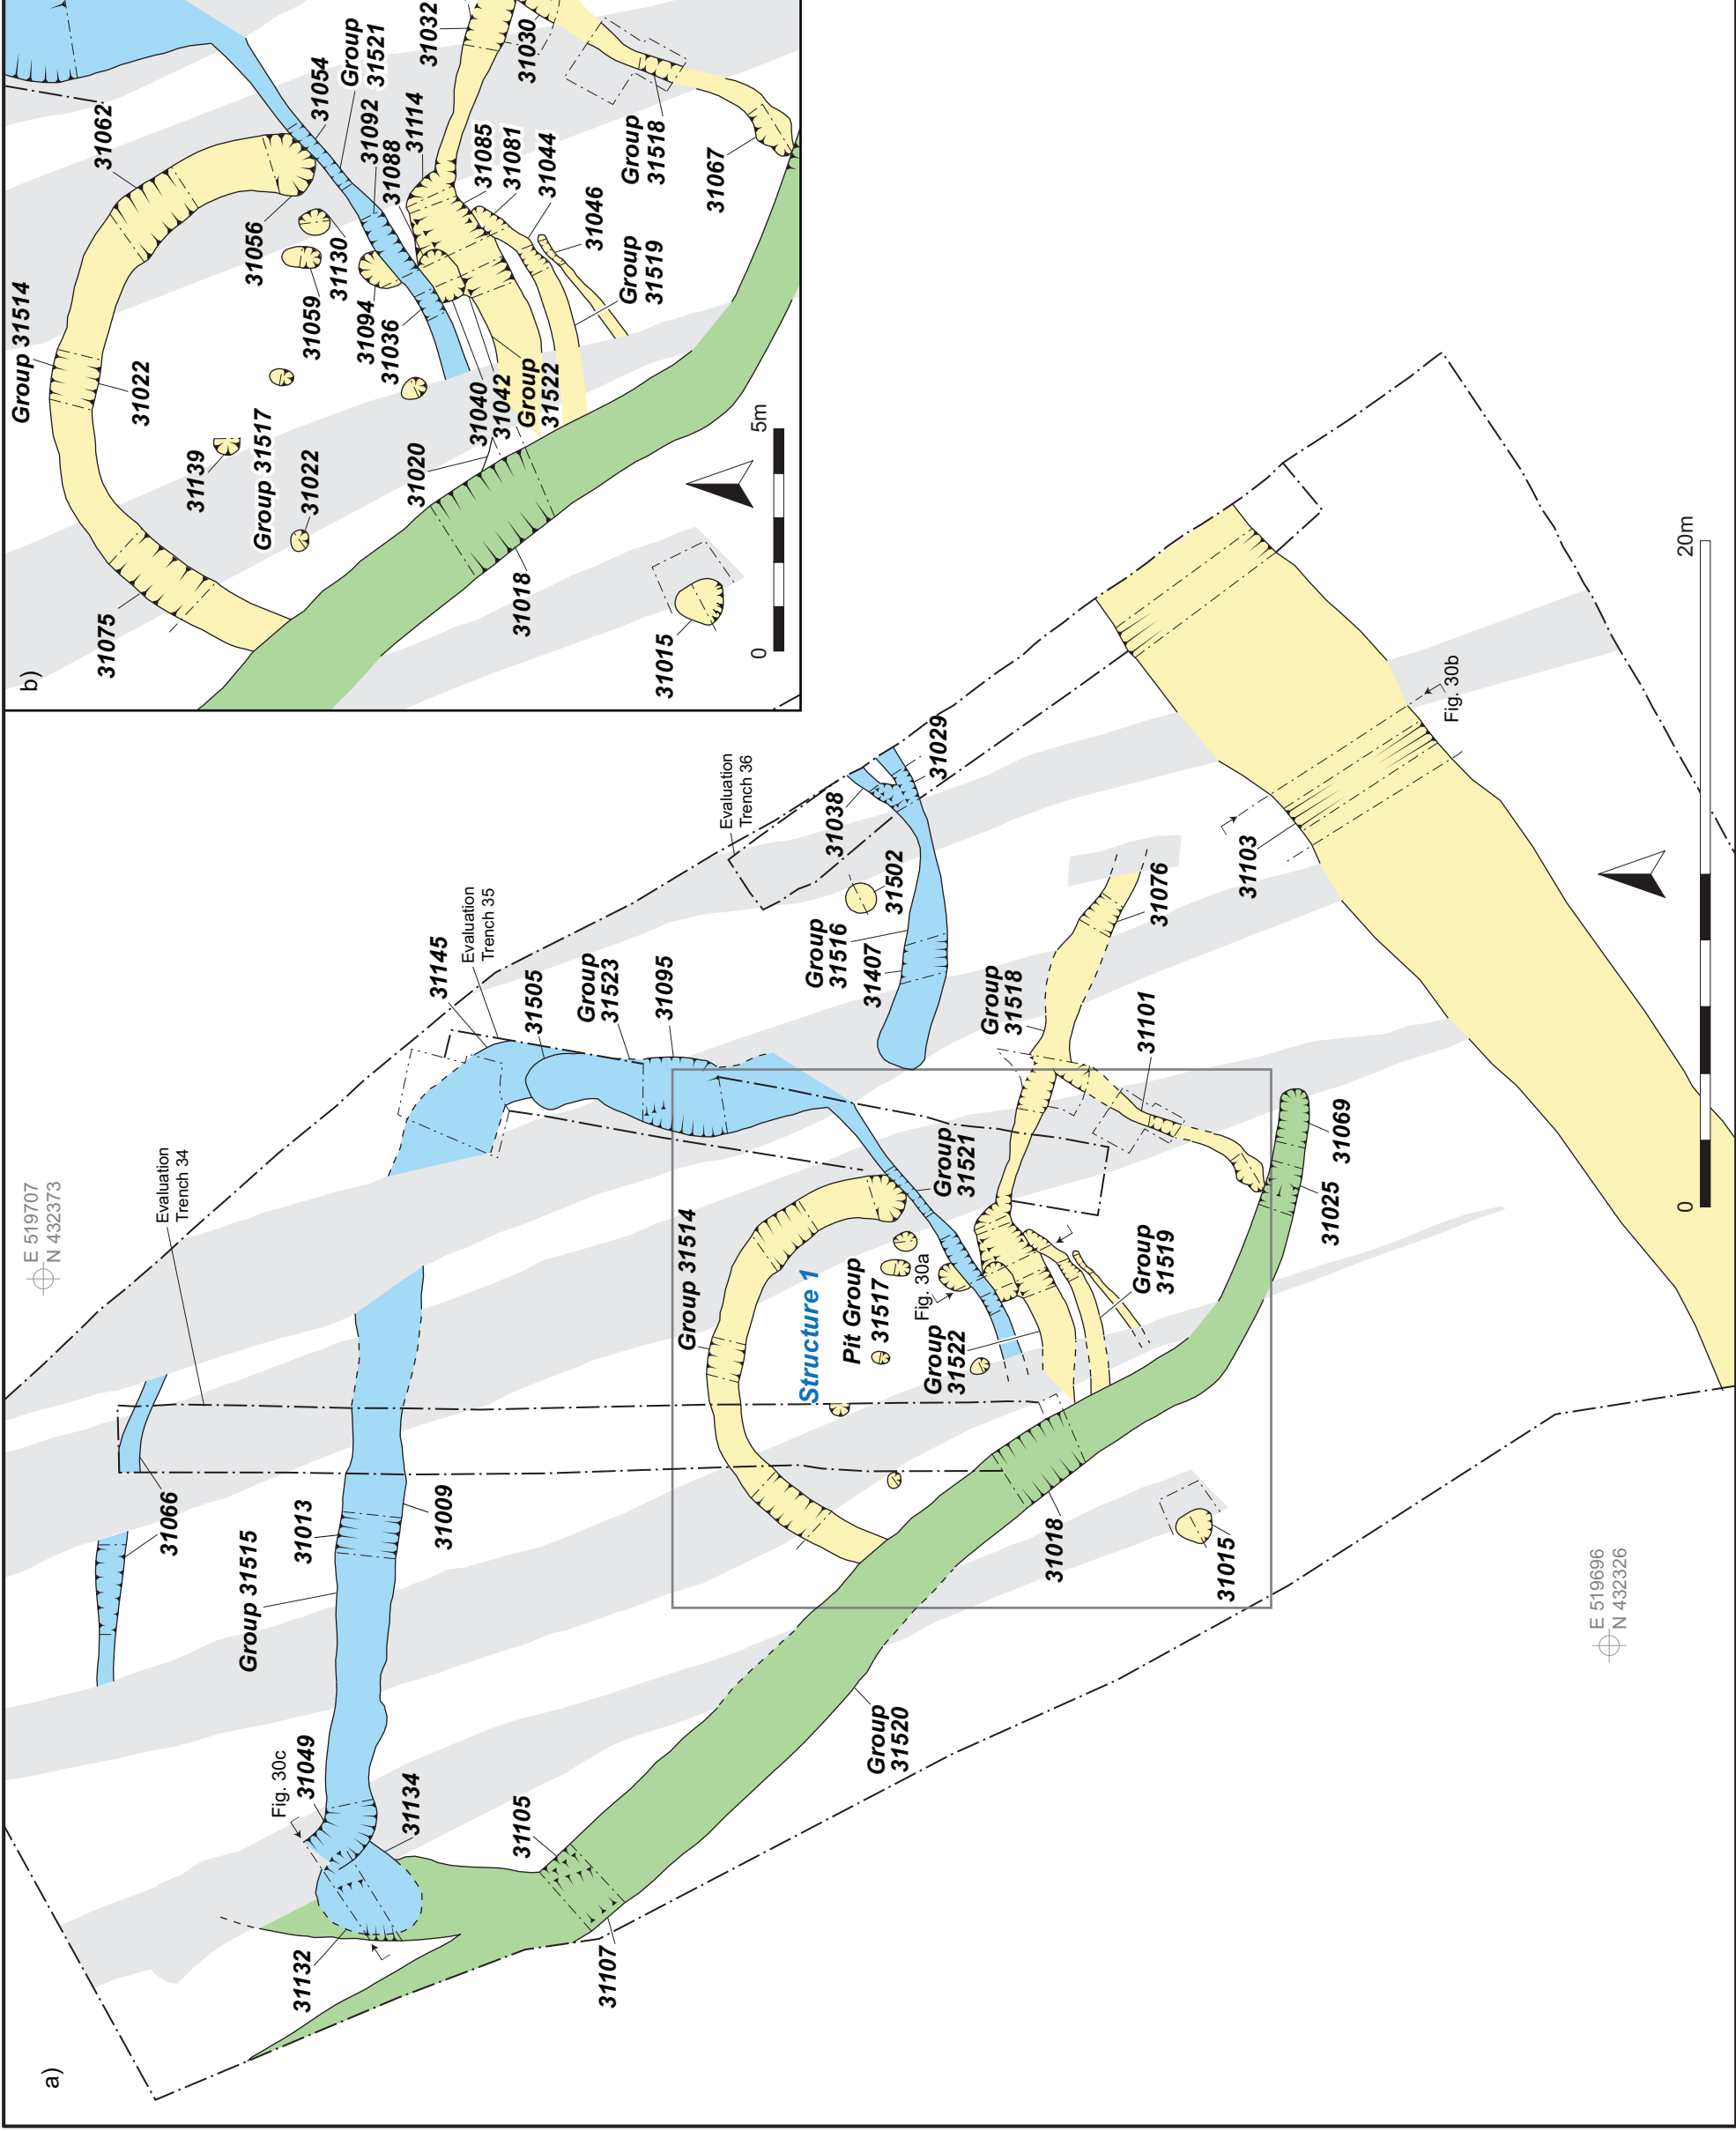 a)
E 519707
N 432373
Evaluation
Trench 34
31066
Group 31515
31013
31009
Fig. 30c
31049
31134
31132
31105
31107
31145
Evaluation
Trench 35
31505
Group
31523
31095
Group 31514
Structure 1
Pit Group
31517
Fig. 30a
Group
31521
Group
31522
Group
31519
Evaluation
Trench 36
31038
31029
31502
Group
31516
31407
Group
31518
31076
31101
31103
Fig. 30b
31069
31025
31018
31015
Group
31520
E 519696
N 432326
0
20m
b)
Group 31514
31062
31022
31075
31056
31054
Group
31521
31092
31088
31114
31032
31030
31130
31059
31094
31036
31139
Group 31517
31022
31085
31081
31044
31046
Group
31518
31067
Group
31519
31040
31042
Group
31522
31020
31018
31015
0
5m